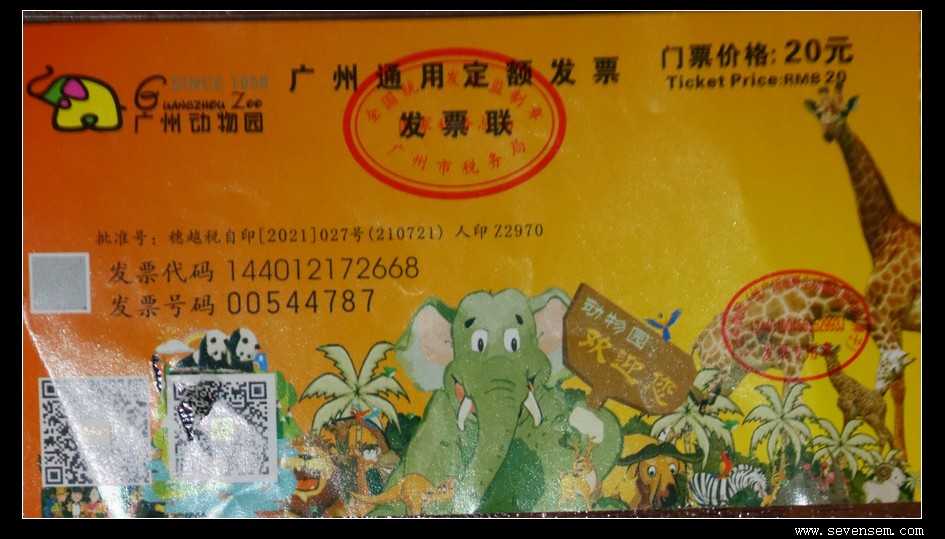 SINCE 1958
GUANGZHOU ZOO
广州动物园
广州通用定额发票
发票联
广州市税务局
门票价格: 20元
Ticket Price:RMB 20
批准号: 穗越税自印[2021]027号(210721) 人印 Z2970
发票代码 144012172668
发票号码 00544787
动物园:
欢迎您
www.sevensem.com